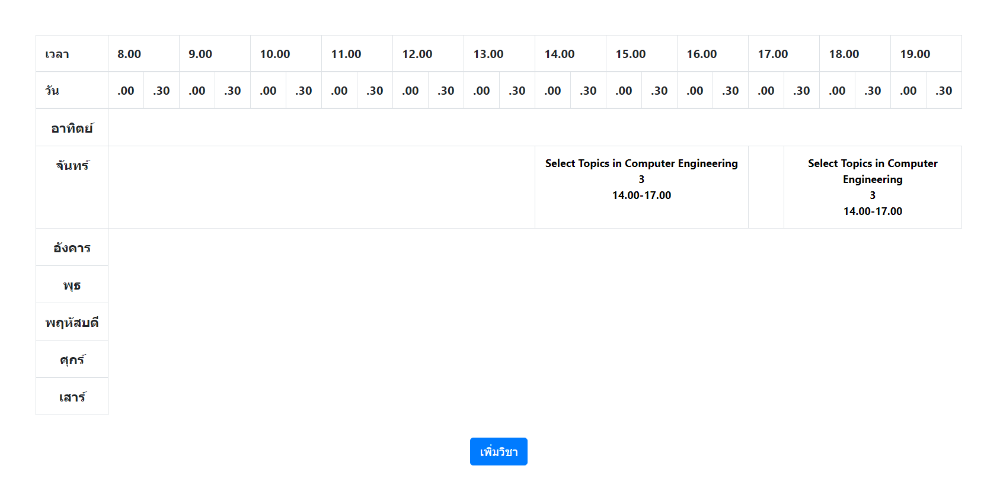 เวลา 8.00 9.00 10.00 11.00 12.00 13.00 14.00 15.00 16.00 17.00 18.00 19.00
วัน .00 .30 .00 .30 .00 .30 .00 .30 .00 .30 .00 .30 .00 .30 .00 .30 .00 .30 .00 .30 .00 .30 .00 .30
อาทิตย์
จันทร์
Select Topics in Computer Engineering
3
14.00-17.00
Select Topics in Computer
Engineering
3
14.00-17.00
อังคาร
พุธ
พฤหัสบดี
ศุกร์
เสาร์
เพิ่มวิชา